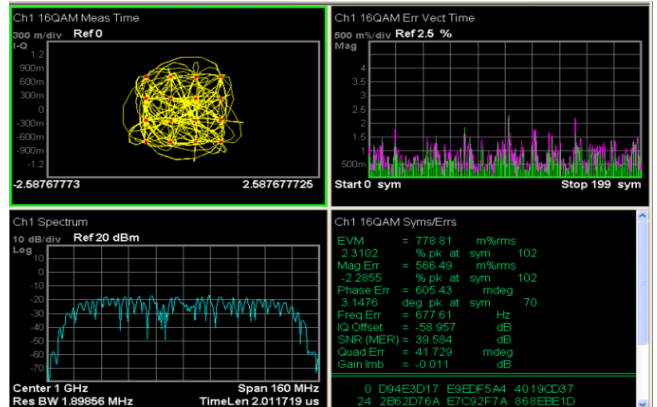 Ch1 16QAM Meas Time
300 m/div Ref 0
I-Q
1.2
900m
600m
300m
0
-300m
-600m
-900m
-1.2
-2.58767773 2.587677725
Ch1 16QAM Err Vect Time
500 m%/div Ref 2.5 %
Mag
4
3.5
3
2.5
2
1.5
1
500m
Start 0 sym Stop 199 sym
Ch1 Spectrum
10 dB/div Ref 20 dBm
Log
10
0
-10
-20
-30
-40
-50
-60
-70
Center 1 GHz Span 160 MHz
Res BW 1.89856 MHz TimeLen 2.011719 us
Ch1 16QAM Syms/Errs
EVM = 778.81 m%rms
2.3102 % pk at sym 102
Mag Err = 566.49 m%rms
-2.2855 % pk at sym 102
Phase Err = 605.43 mdeg
3.1476 deg pk at sym 70
Freq Err = 677.61 Hz
IQ Offset = -58.957 dB
SNR (MER) = 39.584 dB
Quad Err = 41.729 mdeg
Gain Imb = -0.011 dB
0 D94E3D17 E9EDF5A4 4019CD37
24 2B62D76A E7C92F7A 868EBE1D